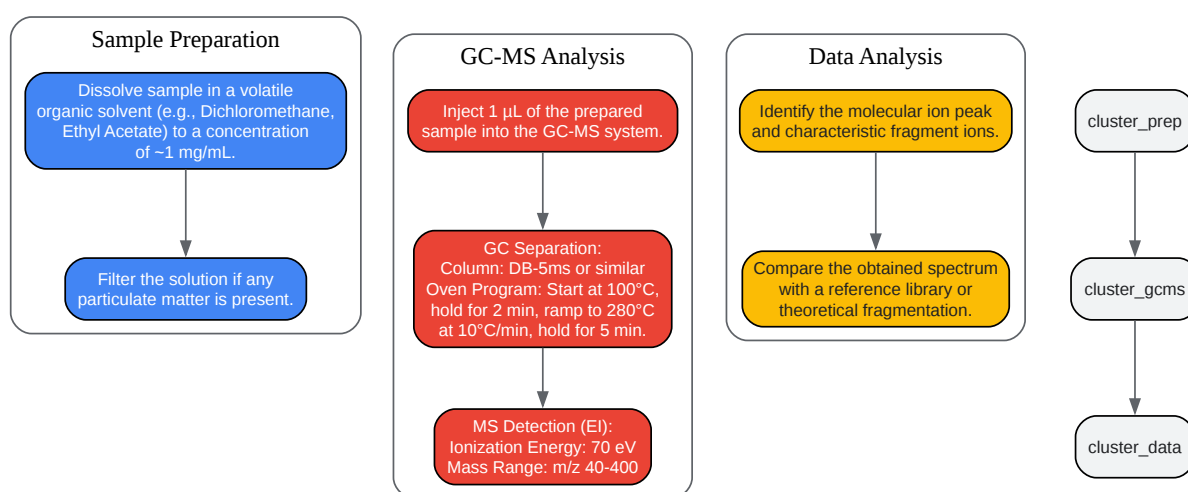 Sample Preparation
Dissolve sample in a volatile
organic solvent (e.g., Dichloromethane,
Ethyl Acetate) to a concentration
of ~1 mg/mL.
Filter the solution if any
particulate matter is present.
GC-MS Analysis
Inject 1 µL of the prepared
sample into the GC-MS system.
GC Separation:
Column: DB-5ms or similar
Oven Program: Start at 100°C,
hold for 2 min, ramp to 280°C
at 10°C/min, hold for 5 min.
MS Detection (EI):
Ionization Energy: 70 eV
Mass Range: m/z 40-400
Data Analysis
Identify the molecular ion peak
and characteristic fragment ions.
Compare the obtained spectrum
with a reference library or
theoretical fragmentation.
cluster_prep
cluster_gcms
cluster_data